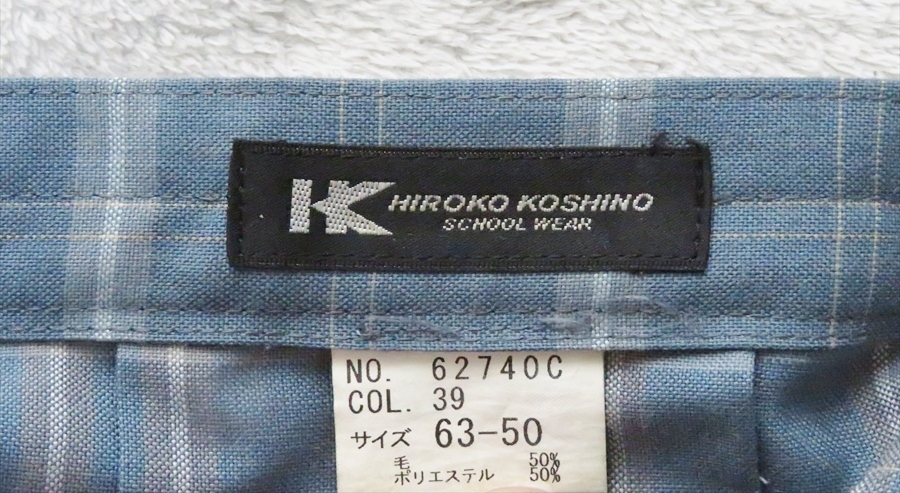 HK HIROKO KOSHINO
SCHOOL WEAR
NO. 62740C
COL. 39
サイズ 63-50
毛 50%
ポリエステル 50%